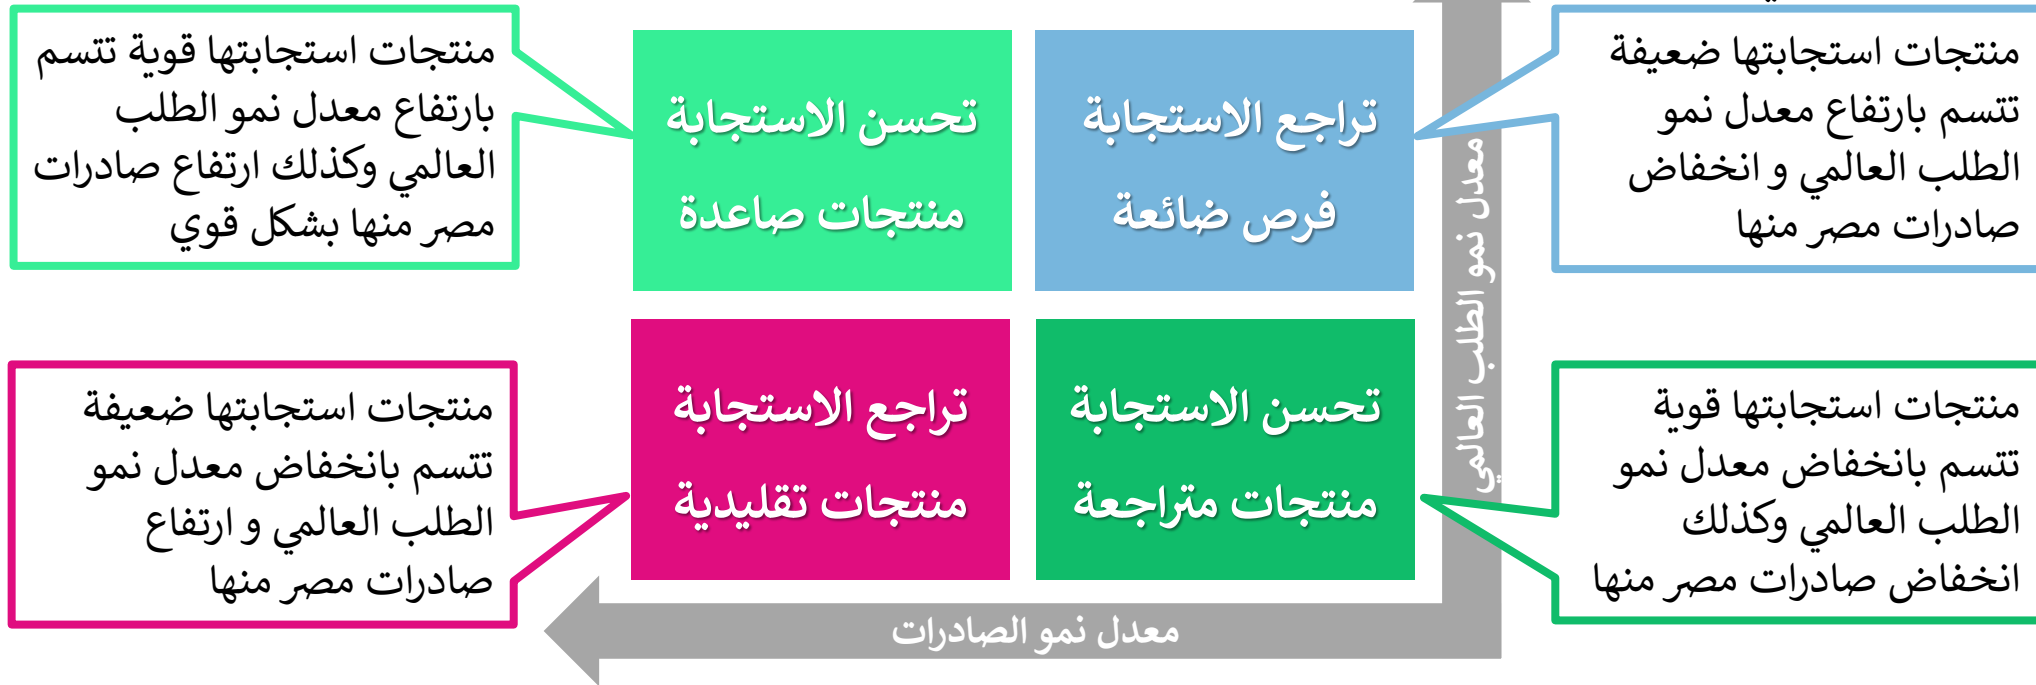 منتجات استجابتها ضعيفة
تتسم بارتفاع معدل نمو
الطلب العالمي و انخفاض
صادرات مصر منها
معدل نمو الطلب العالمي
تراجع الاستجابة
فرص ضائعة
تحسن الاستجابة
منتجات صاعدة
منتجات استجابتها قوية تتسم
بارتفاع معدل نمو الطلب
العالمي وكذلك ارتفاع صادرات
مصر منها بشكل قوي
منتجات استجابتها قوية
تتسم بانخفاض معدل نمو
الطلب العالمي وكذلك
انخفاض صادرات مصر منها
تحسن الاستجابة
منتجات متراجعة
تراجع الاستجابة
منتجات تقليدية
منتجات استجابتها ضعيفة
تتسم بانخفاض معدل نمو
الطلب العالمي و ارتفاع
صادرات مصر منها
معدل نمو الصادرات